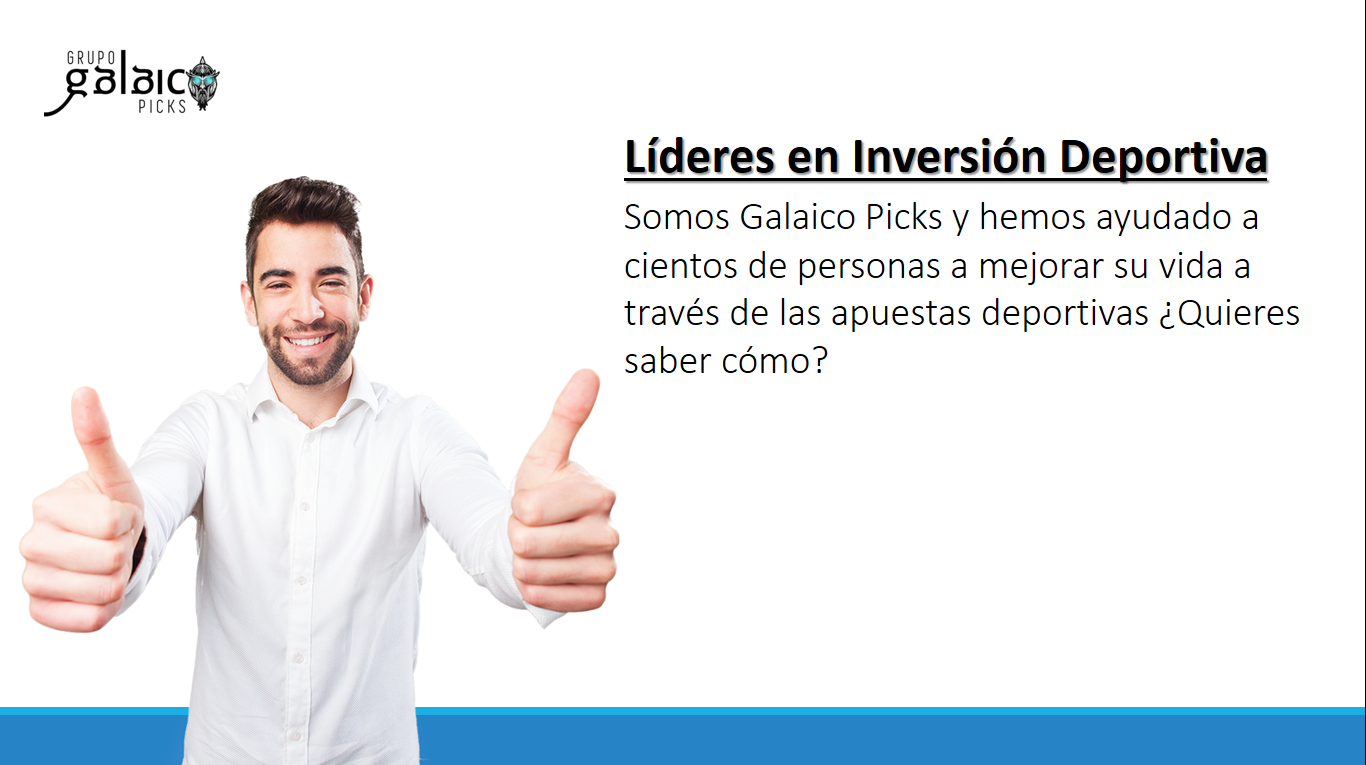 GRUPO
galaico
PICKS
Líderes en Inversión Deportiva
Somos Galaico Picks y hemos ayudado a
cientos de personas a mejorar su vida a
través de las apuestas deportivas ¿Quieres
saber cómo?